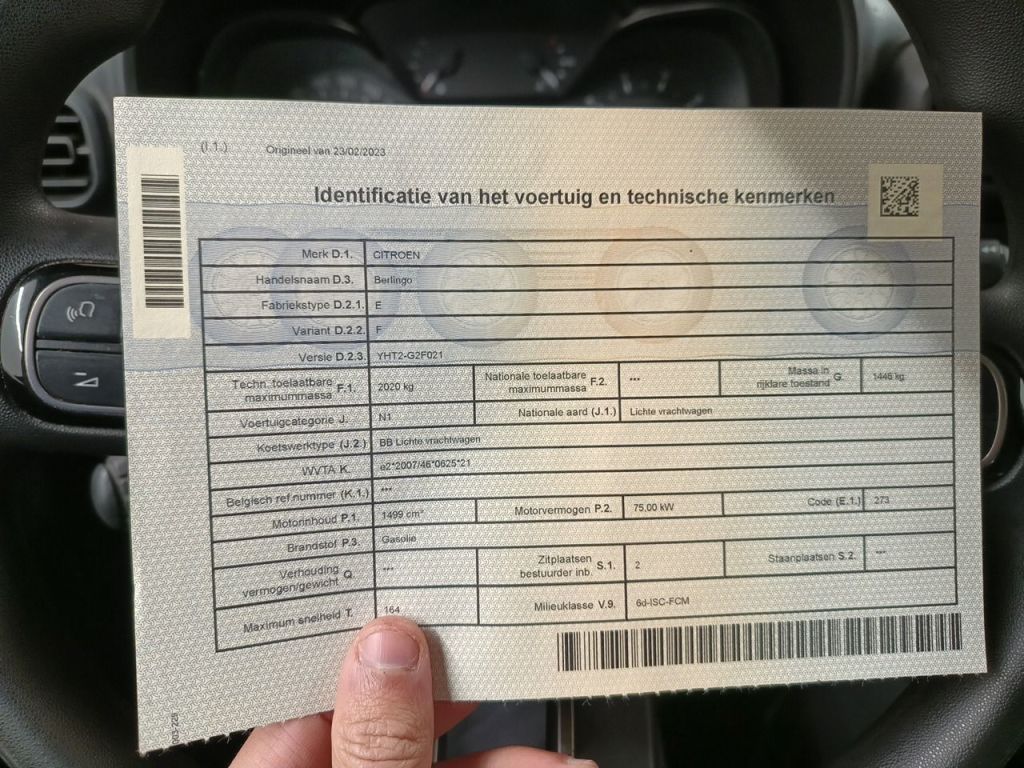 (I.1.) Origineel van 23/02/2023
Identificatie van het voertuig en technische kenmerken
Merk D.1. CITROEN
Handelsnaam D.3. Berlingo
Fabriekstype D.2.1. E
Variant D.2.2. F
Versie D.2.3. YHT2-G2F021
Techn. toelaatbare maximummassa F.1. 2020 kg Nationale toelaatbare maximummassa F.2. *** Massa in rijklare toestand G. 1446 kg
Voertuigcategorie J. N1 Nationale aard (J.1.) Lichte vrachtwagen
Koetswerktype (J.2.) BB Lichte vrachtwagen
WVTA K. e2*2007/46*0625*21
Belgisch ref.nummer (K.1.) ***
Motorinhoud P.1. 1499 cm³ Motorvermogen P.2. 75.00 kW Code (E.1.) 273
Brandstof P.3. Gasolie
Verhouding vermogen/gewicht Q. *** Zitplaatsen bestuurder inb. S.1. 2 Staanplaatsen S.2. ***
Maximum snelheid T. 164 Milieuklasse V.9. 6d-ISC-FCM